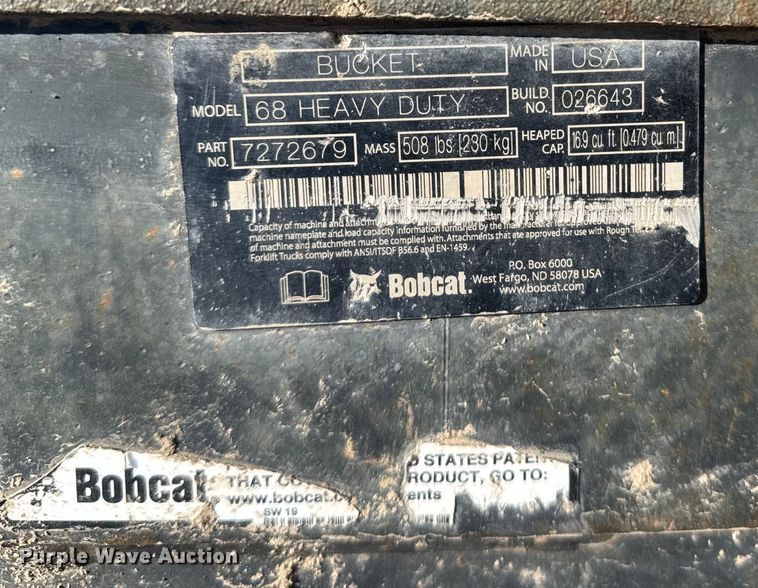 BUCKET MADE IN USA
MODEL 68 HEAVY DUTY BUILD NO. 026643
PART NO. 7272679 MASS 508 lbs [230 kg] HEAPED CAP. 16.9 cu. ft. [0.479 cu. m.]
Capacity of machine and attachment
machine nameplate and load capacity information furnished by the
of machine and attachment must be complied with. Attachments that are approved for use with Rough
Forklift Trucks comply with ANSI/ITSDF B56.6 and EN-1459.
Bobcat.
P.O. Box 6000
West Fargo, ND 58078 USA
www.bobcat.com
Bobcat.
THAT CO
www.bobcat.c
SW 19
D STATES PATEN
RODUCT, GO TO:
ents
Purple Wave Auction